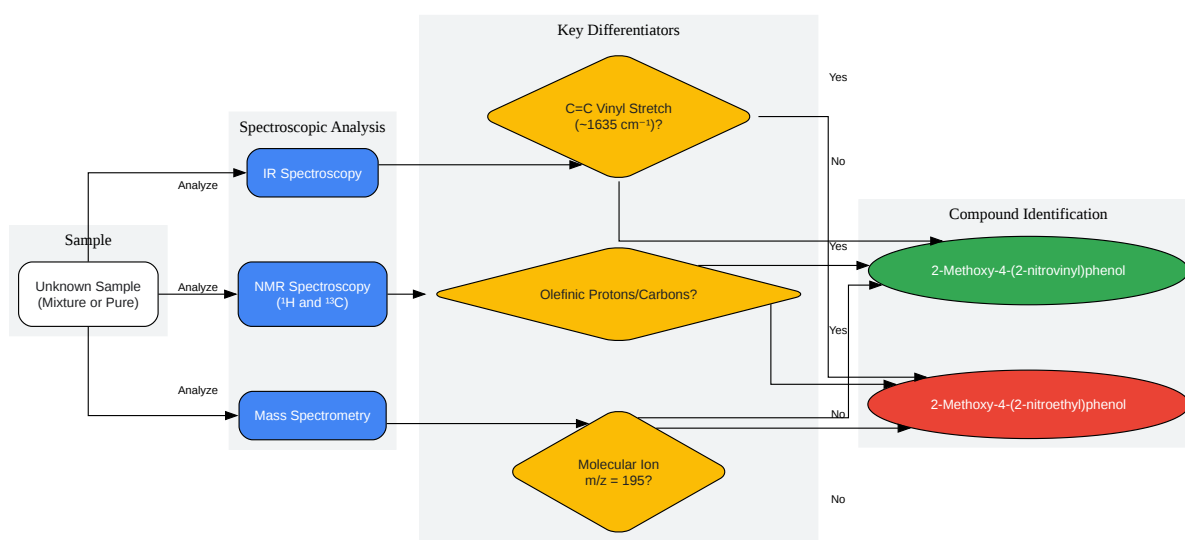 Key Differentiators
Yes
C=C Vinyl Stretch
(~1635 cm⁻¹)?
Spectroscopic Analysis
No
IR Spectroscopy
Analyze
Compound Identification
Sample
Yes
2-Methoxy-4-(2-nitrovinyl)phenol
Unknown Sample
(Mixture or Pure)
Analyze
NMR Spectroscopy
(¹H and ¹³C)
Olefinic Protons/Carbons?
Yes
Analyze
Mass Spectrometry
No
2-Methoxy-4-(2-nitroethyl)phenol
Molecular Ion
m/z = 195?
No